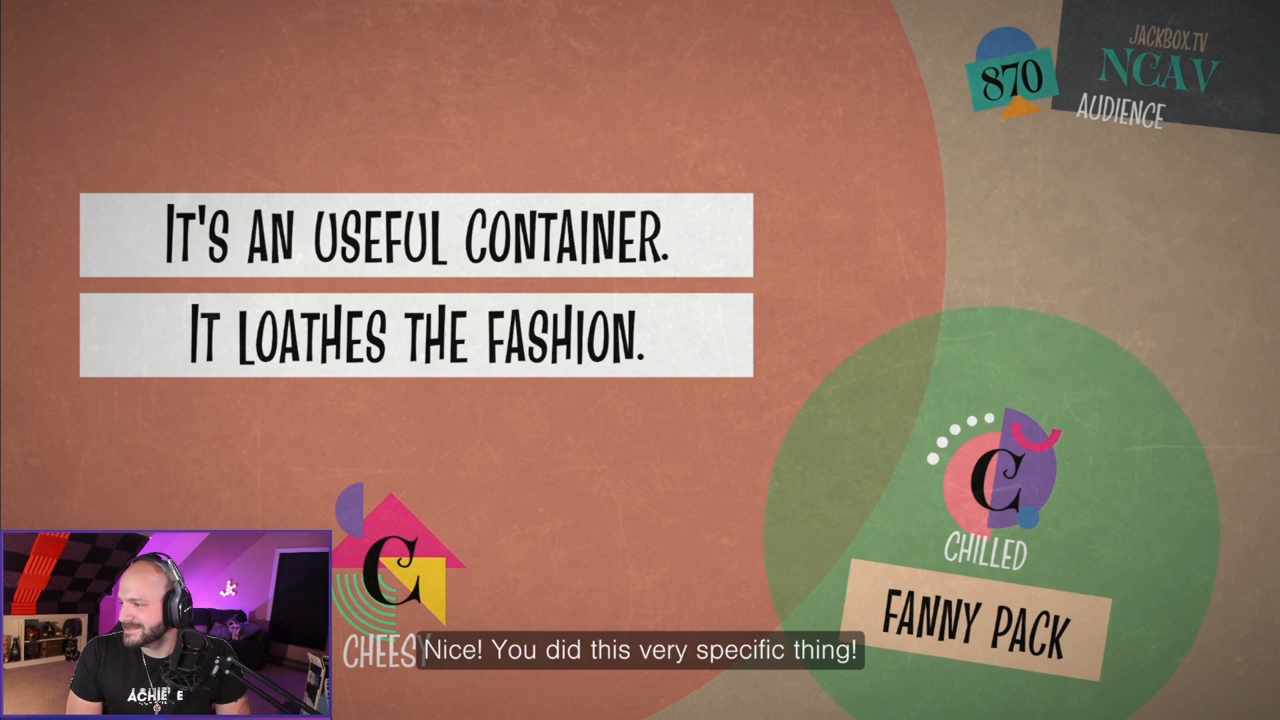 JACKBOX.TV
NCAV
870
AUDIENCE
IT'S AN USEFUL CONTAINER.
IT LOATHES THE FASHION.
C
CHILLED
FANNY PACK
C
CHEESY
Nice! You did this very specific thing!